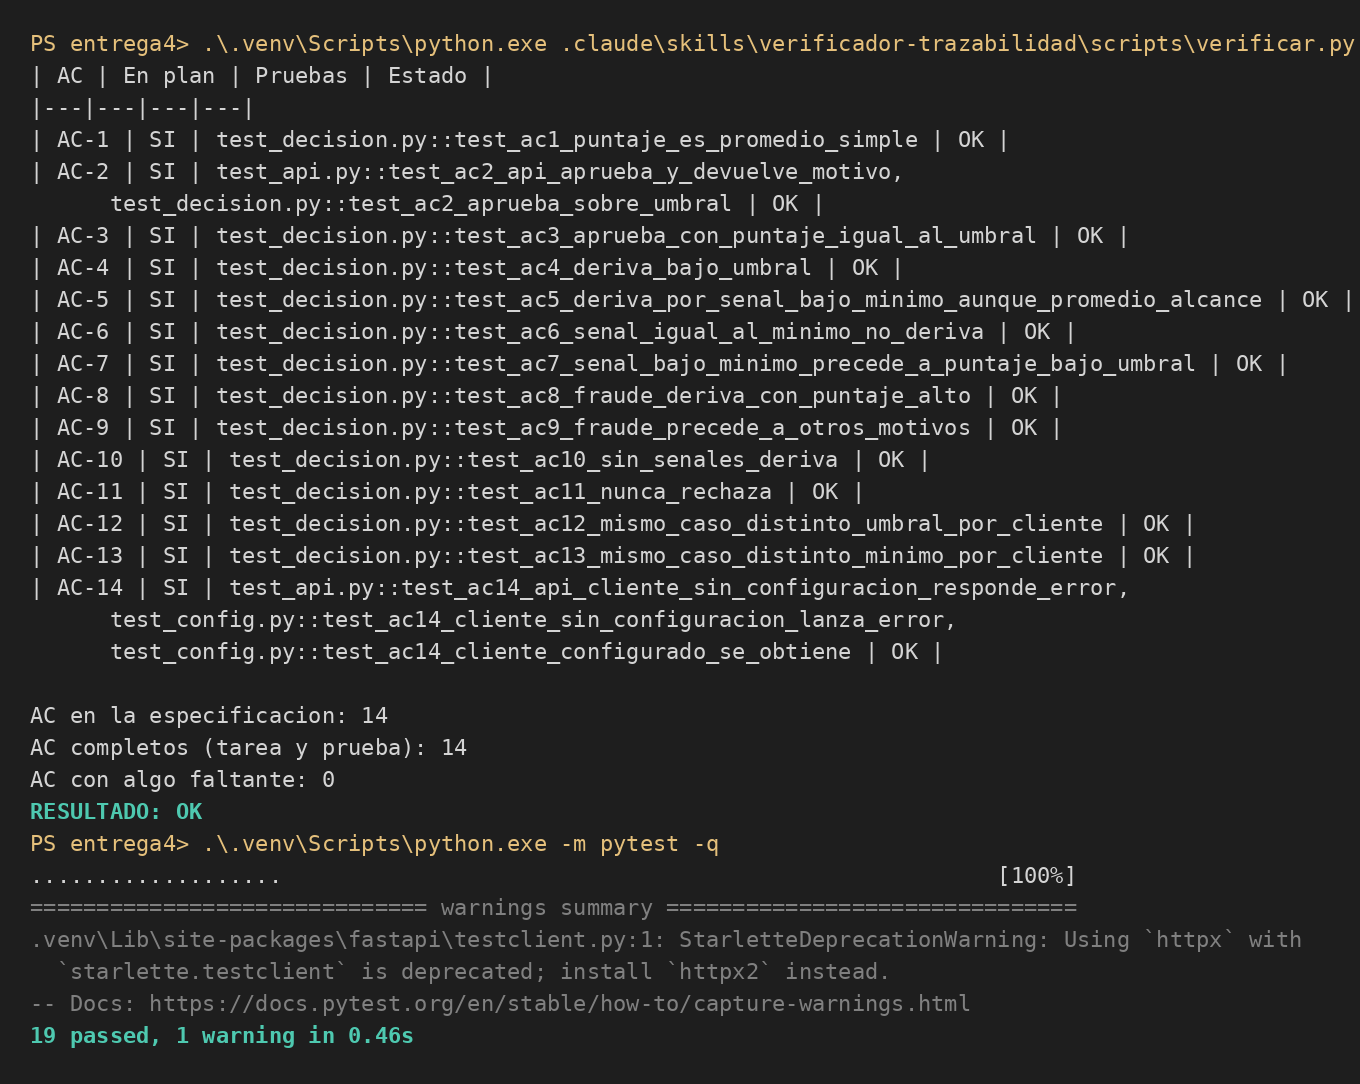 PS entrega4> .\.venv\Scripts\python.exe .claude\skills\verificador-trazabilidad\scripts\verificar.py
| AC | En plan | Pruebas | Estado |
|---|---|---|---|
| AC-1 | SI | test_decision.py::test_ac1_puntaje_es_promedio_simple | OK |
| AC-2 | SI | test_api.py::test_ac2_api_aprueba_y_devuelve_motivo,
      test_decision.py::test_ac2_aprueba_sobre_umbral | OK |
| AC-3 | SI | test_decision.py::test_ac3_aprueba_con_puntaje_igual_al_umbral | OK |
| AC-4 | SI | test_decision.py::test_ac4_deriva_bajo_umbral | OK |
| AC-5 | SI | test_decision.py::test_ac5_deriva_por_senal_bajo_minimo_aunque_promedio_alcance | OK |
| AC-6 | SI | test_decision.py::test_ac6_senal_igual_al_minimo_no_deriva | OK |
| AC-7 | SI | test_decision.py::test_ac7_senal_bajo_minimo_precede_a_puntaje_bajo_umbral | OK |
| AC-8 | SI | test_decision.py::test_ac8_fraude_deriva_con_puntaje_alto | OK |
| AC-9 | SI | test_decision.py::test_ac9_fraude_precede_a_otros_motivos | OK |
| AC-10 | SI | test_decision.py::test_ac10_sin_senales_deriva | OK |
| AC-11 | SI | test_decision.py::test_ac11_nunca_rechaza | OK |
| AC-12 | SI | test_decision.py::test_ac12_mismo_caso_distinto_umbral_por_cliente | OK |
| AC-13 | SI | test_decision.py::test_ac13_mismo_caso_distinto_minimo_por_cliente | OK |
| AC-14 | SI | test_api.py::test_ac14_api_cliente_sin_configuracion_responde_error,
      test_config.py::test_ac14_cliente_sin_configuracion_lanza_error,
      test_config.py::test_ac14_cliente_configurado_se_obtiene | OK |

AC en la especificacion: 14
AC completos (tarea y prueba): 14
AC con algo faltante: 0
RESULTADO: OK
PS entrega4> .\.venv\Scripts\python.exe -m pytest -q
...................                                                      [100%]
============================== warnings summary ===============================
.venv\Lib\site-packages\fastapi\testclient.py:1: StarletteDeprecationWarning: Using `httpx` with
  `starlette.testclient` is deprecated; install `httpx2` instead.
-- Docs: https://docs.pytest.org/en/stable/how-to/capture-warnings.html
19 passed, 1 warning in 0.46s